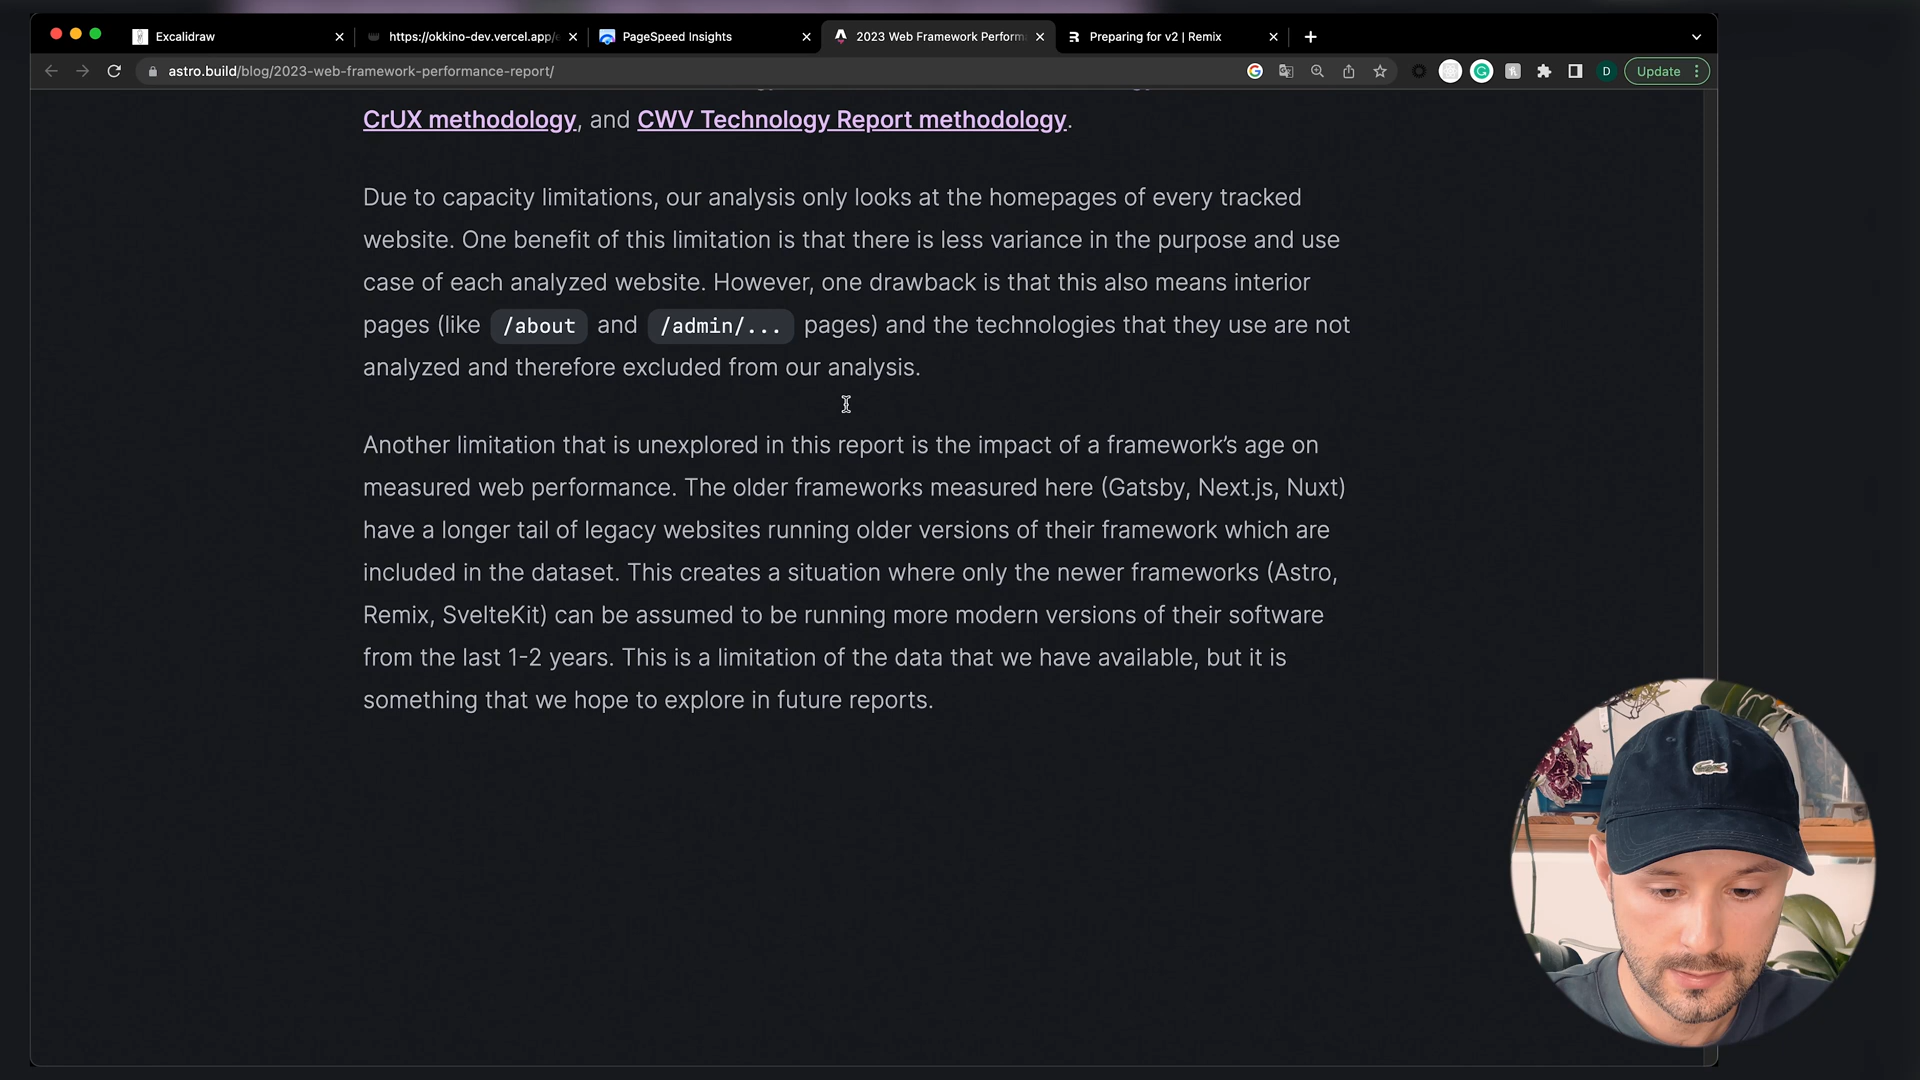 Excalidraw
https://okkino-dev.vercel.app/
PageSpeed Insights
2023 Web Framework Perform
Preparing for v2 | Remix
astro.build/blog/2023-web-framework-performance-report/
D
Update
CrUX methodology, and CWV Technology Report methodology.
Due to capacity limitations, our analysis only looks at the homepages of every tracked
website. One benefit of this limitation is that there is less variance in the purpose and use
case of each analyzed website. However, one drawback is that this also means interior
pages (like /about and /admin/... pages) and the technologies that they use are not
analyzed and therefore excluded from our analysis.
Another limitation that is unexplored in this report is the impact of a framework’s age on
measured web performance. The older frameworks measured here (Gatsby, Next.js, Nuxt)
have a longer tail of legacy websites running older versions of their framework which are
included in the dataset. This creates a situation where only the newer frameworks (Astro,
Remix, SvelteKit) can be assumed to be running more modern versions of their software
from the last 1-2 years. This is a limitation of the data that we have available, but it is
something that we hope to explore in future reports.